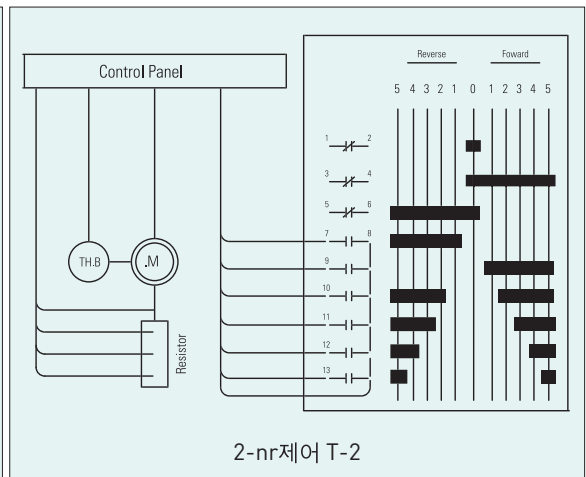 Control Panel
Reverse Foward
5 4 3 2 1 0 1 2 3 4 5
1 2
3 4
5 6
7 8
9
10
11
12
13
TH.B .M
Resistor
2-nr제어 T-2